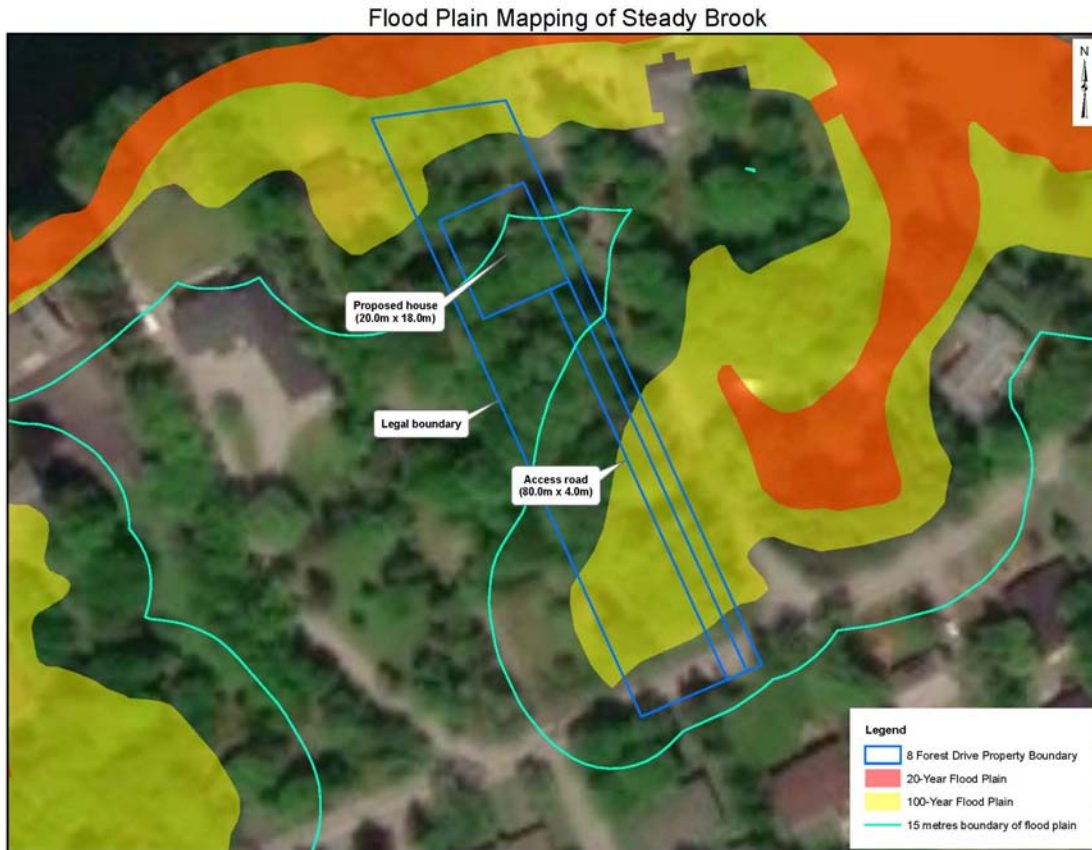 Flood Plain Mapping of Steady Brook
N
Proposed house
(20.0m x 18.0m)
Legal boundary
Access road
(80.0m x 4.0m)
Legend
8 Forest Drive Property Boundary
20-Year Flood Plain
100-Year Flood Plain
15 metres boundary of flood plain